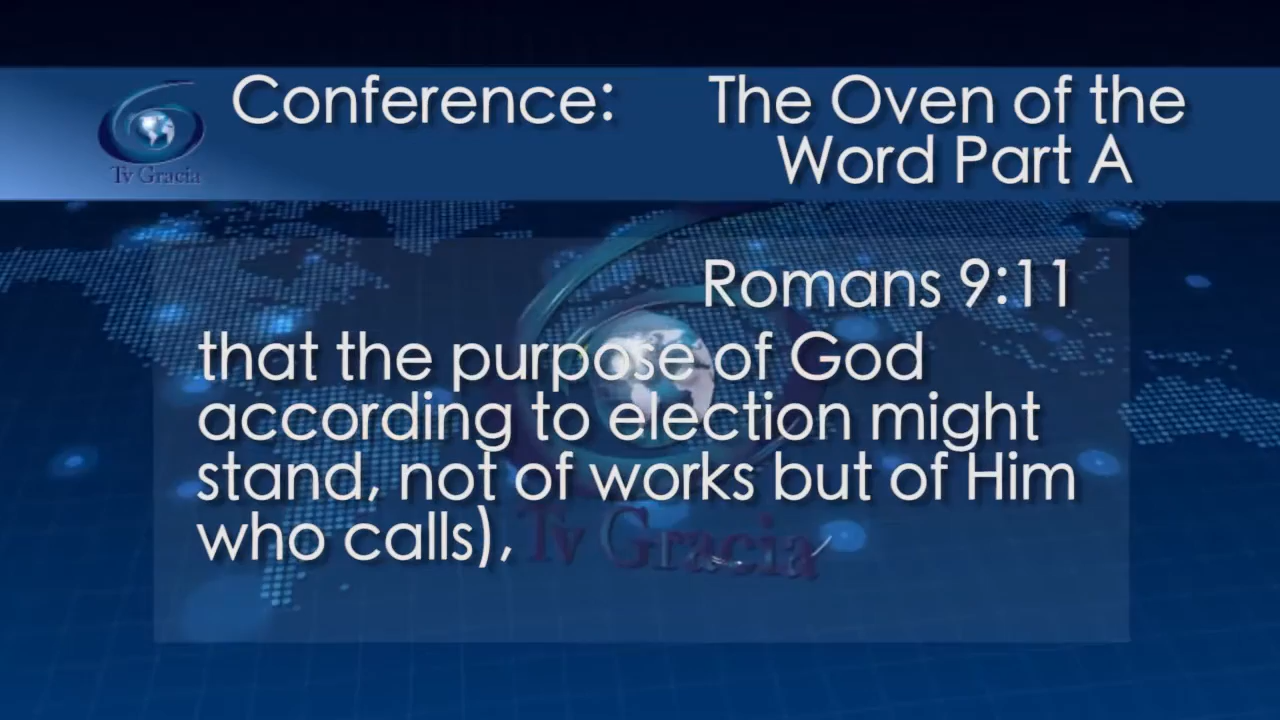 Conference: The Oven of the
Word Part A
Tv Gracia
Romans 9:11
that the purpose of God
according to election might
stand, not of works but of Him
who calls),
Tv Gracia